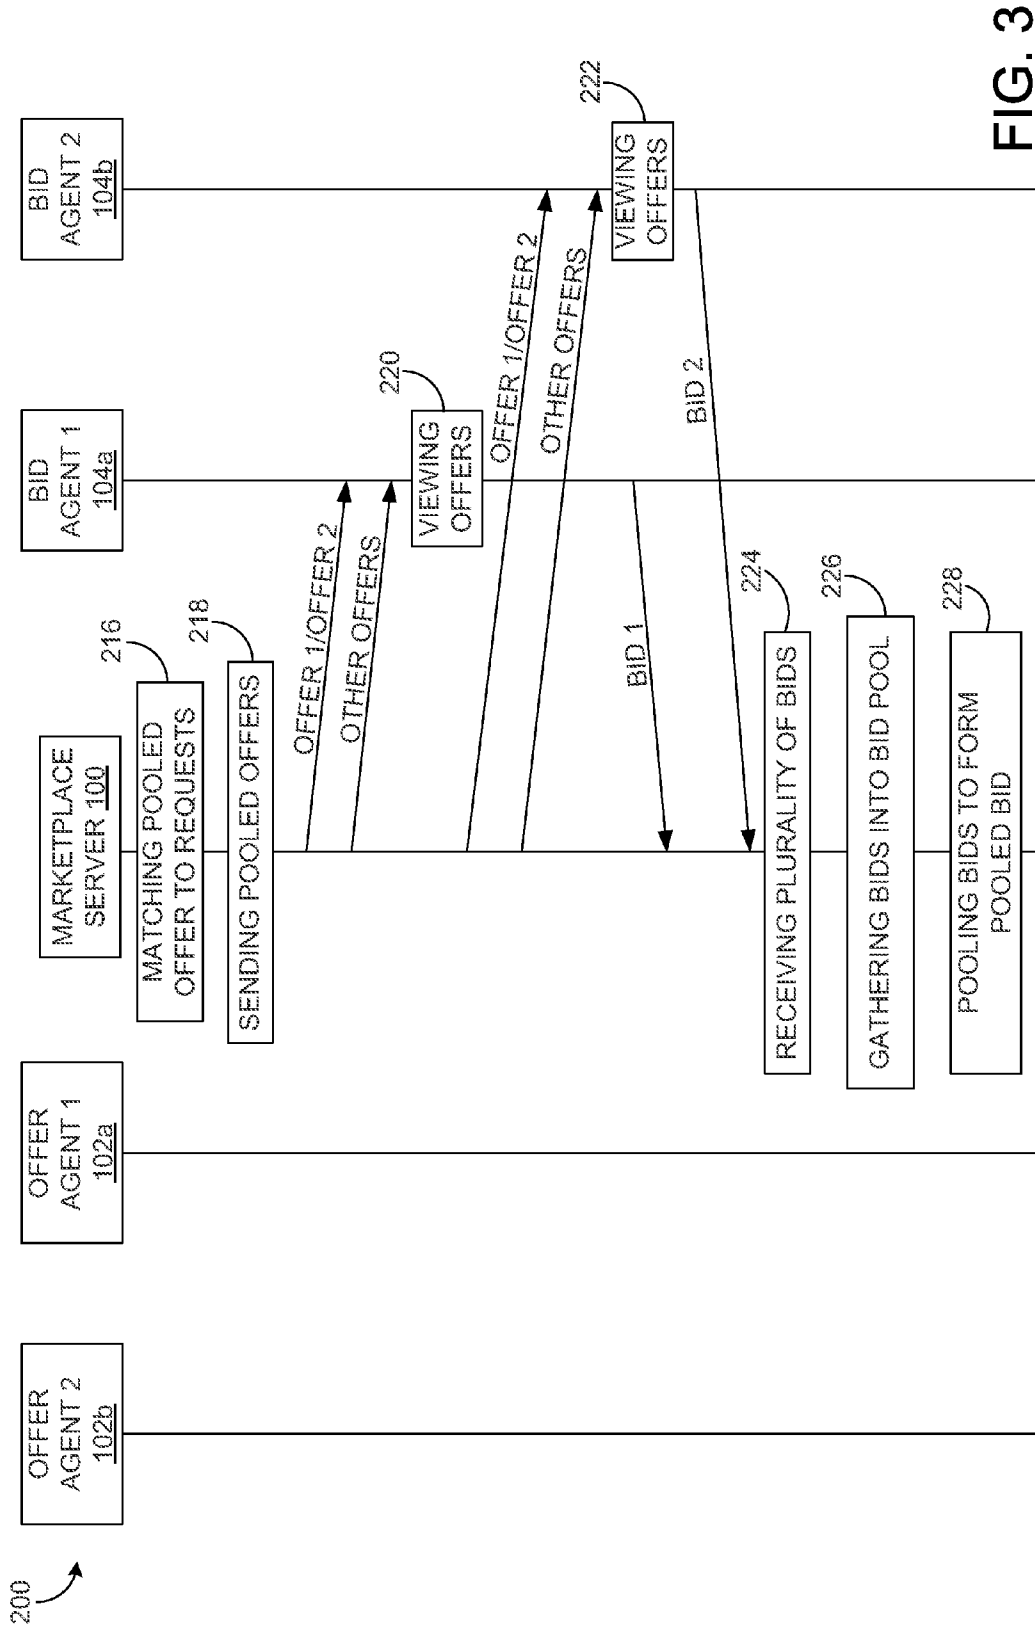 200
OFFER
AGENT 2
102b
OFFER
AGENT 1
102a
MARKETPLACE
SERVER 100
BID
AGENT 1
104a
BID
AGENT 2
104b
MATCHING POOLED
OFFER TO REQUESTS
216
SENDING POOLED OFFERS
218
OFFER 1/OFFER 2
OTHER OFFERS
VIEWING
OFFERS
220
OFFER 1/OFFER 2
OTHER OFFERS
VIEWING
OFFERS
222
BID 1
BID 2
RECEIVING PLURALITY OF BIDS
224
GATHERING BIDS INTO BID POOL
226
POOLING BIDS TO FORM
POOLED BID
228
FIG. 3